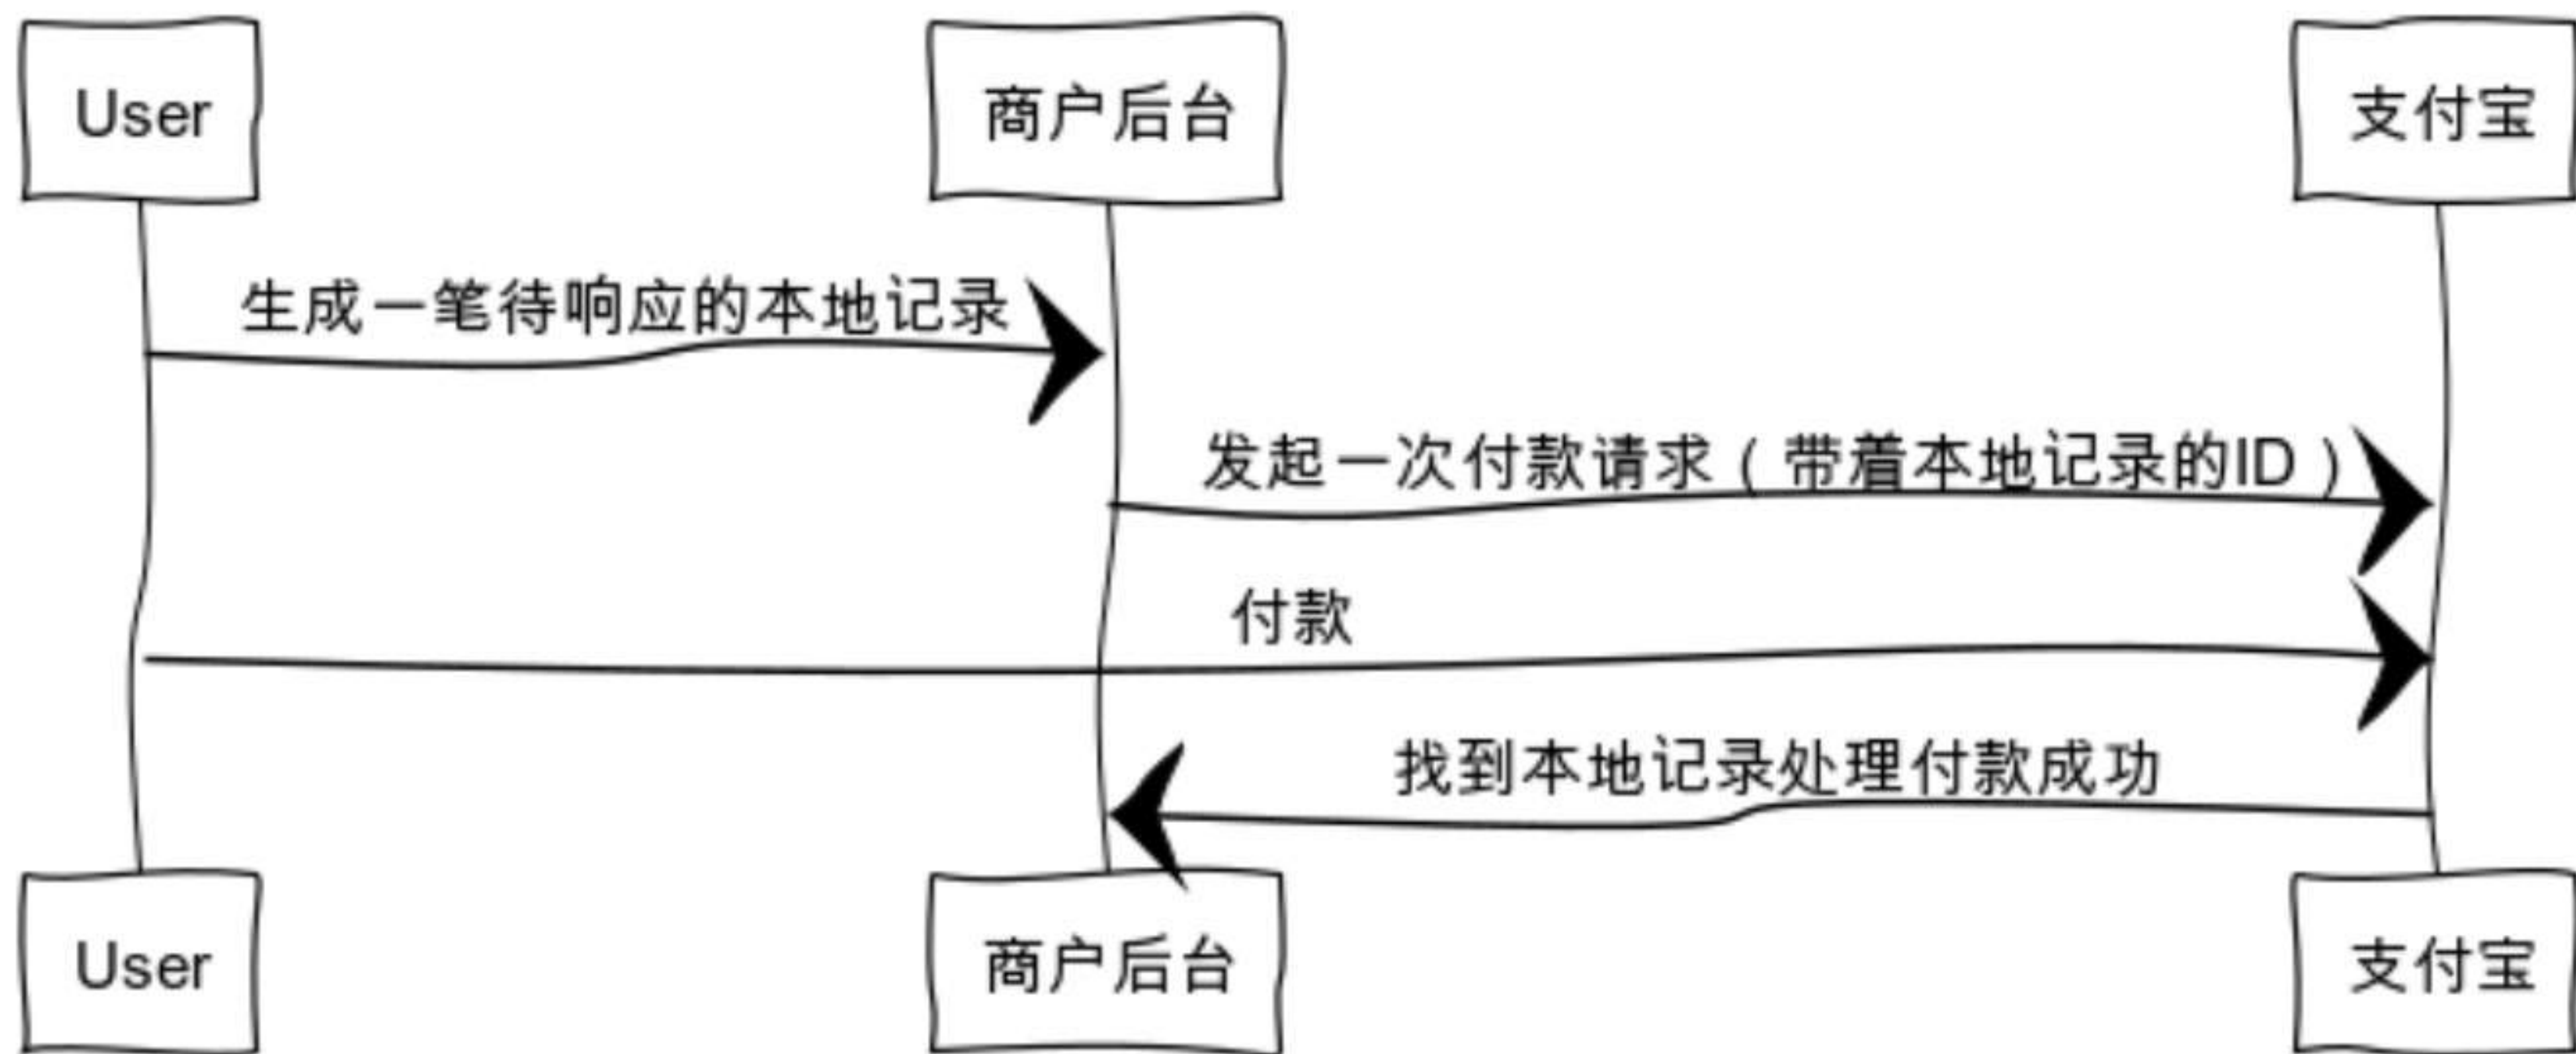 User
商户后台
支付宝
生成一笔待响应的本地记录
发起一次付款请求（带着本地记录的ID）
付款
找到本地记录处理付款成功
User
商户后台
支付宝